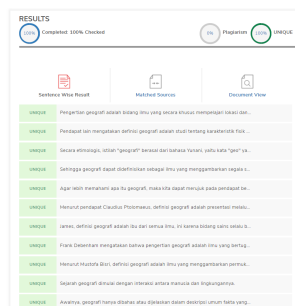 RESULTS
100% Completed: 100% Checked
0% Plagiarism 100% UNIQUE
Sentence Wise Result Matched Sources Document View
UNIQUE Pengertian geografi adalah bidang ilmu yang secara khusus mempelajari lokasi dan...
UNIQUE Pendapat lain mengatakan definisi geografi adalah studi tentang karakteristik fisik ...
UNIQUE Secara etimologis, istilah "geografi" berasal dari bahasa Yunani, yaitu kata "geo" ya...
UNIQUE Sehingga geografi dapat didefinisikan sebagai ilmu yang menggambarkan segala s...
UNIQUE Agar lebih memahami apa itu geografi, maka kita dapat merujuk pada pendapat be...
UNIQUE Menurut pendapat Claudius Ptolomaeus, definisi geografi adalah presentasi melalu...
UNIQUE James, definisi geografi adalah ibu dari semua ilmu. Ini karena bidang sains selalu b...
UNIQUE Frank Debenham mengatakan bahwa pengertian geografi adalah ilmu yang bertug...
UNIQUE Menurut Mustofa Bisri, definisi geografi adalah ilmu yang menggambarkan permuk...
UNIQUE Sejarah geografi dimulai dengan interaksi antara manusia dan lingkungannya.
UNIQUE Awalnya, geografi hanya dibahas atau dijelaskan dalam deskripsi umum fakta yang...